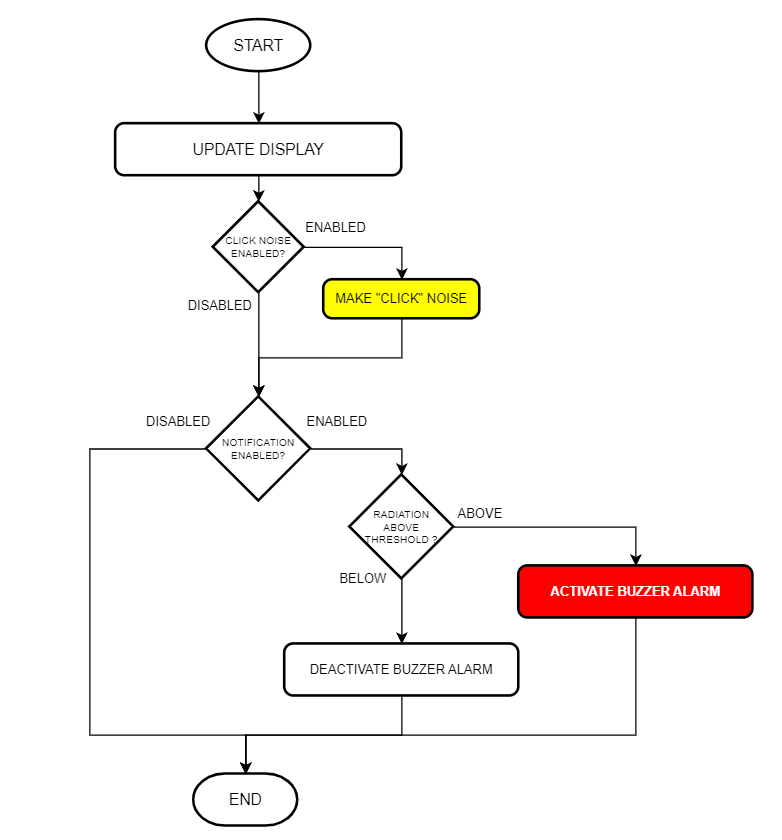 START
UPDATE DISPLAY
CLICK NOISE
ENABLED?
ENABLED
MAKE "CLICK" NOISE
DISABLED
DISABLED
NOTIFICATION
ENABLED?
ENABLED
RADIATION
ABOVE
THRESHOLD ?
ABOVE
ACTIVATE BUZZER ALARM
BELOW
DEACTIVATE BUZZER ALARM
END